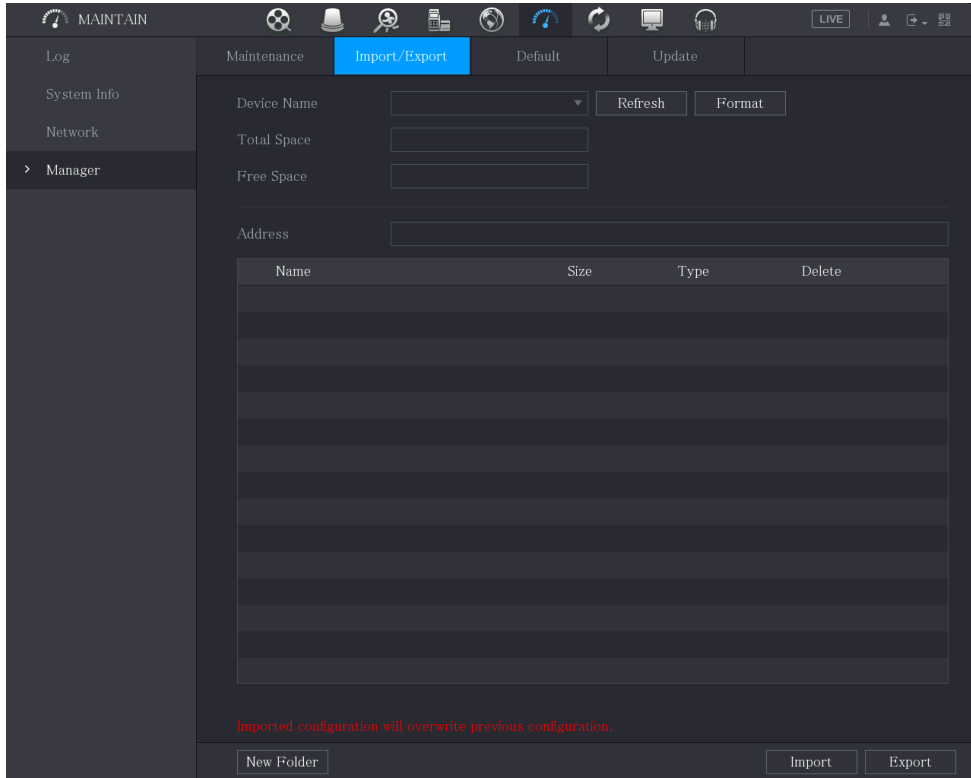 MAINTAIN
LIVE
Log
System Info
Network
Manager
Maintenance Import/Export Default Update
Device Name Refresh Format
Total Space
Free Space
Address
Name Size Type Delete
Imported configuration will overwrite previous configuration.
New Folder Import Export